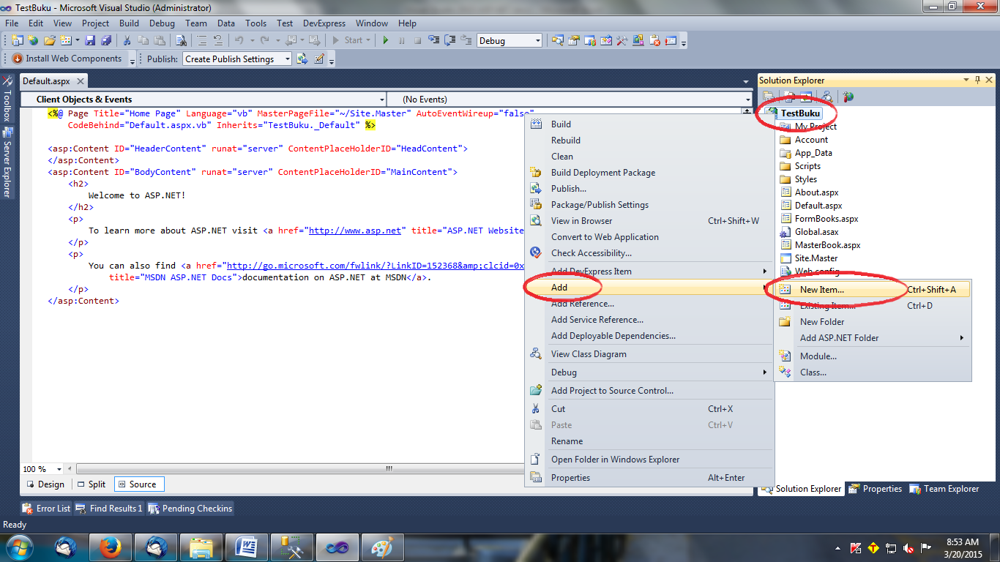 TestBuku - Microsoft Visual Studio (Administrator)
File Edit View Project Build Debug Team Data Tools Test DevExpress Window Help
Start Debug
Install Web Components Publish: Create Publish Settings
Default.aspx
Client Objects & Events (No Events)
<%@ Page Title="Home Page" Language="vb" MasterPageFile="~/Site.Master" AutoEventWireup="false"
CodeBehind="Default.aspx.vb" Inherits="TestBuku._Default" %>
<asp:Content ID="HeaderContent" runat="server" ContentPlaceHolderID="HeadContent">
</asp:Content>
<asp:Content ID="BodyContent" runat="server" ContentPlaceHolderID="MainContent">
<h2>
Welcome to ASP.NET!
</h2>
<p>
To learn more about ASP.NET visit <a href="http://www.asp.net" title="ASP.NET Website
</p>
<p>
You can also find <a href="http://go.microsoft.com/fwlink/?LinkID=152368&amp;clcid=0x
title="MSDN ASP.NET Docs">documentation on ASP.NET at MSDN</a>.
</p>
</asp:Content>
Toolbox
Server Explorer
100 %
Design Split Source
Build
Rebuild
Clean
Build Deployment Package
Publish...
Package/Publish Settings
View in Browser Ctrl+Shift+W
Convert to Web Application
Check Accessibility...
Add DevExpress Item
Add
Add Reference...
Add Service Reference...
Add Deployable Dependencies...
View Class Diagram
Debug
Add Project to Source Control...
Cut Ctrl+X
Paste Ctrl+V
Rename
Open Folder in Windows Explorer
Properties Alt+Enter
Solution Explorer
TestBuku
My Project
Account
App_Data
Scripts
Styles
About.aspx
Default.aspx
FormBooks.aspx
Global.asax
MasterBook.aspx
Site.Master
Web.config
New Item... Ctrl+Shift+A
Existing Item... Ctrl+D
New Folder
Add ASP.NET Folder
Module...
Class...
Solution Explorer Properties Team Explorer
Error List Find Results 1 Pending Checkins
Ready
8:53 AM
3/20/2015